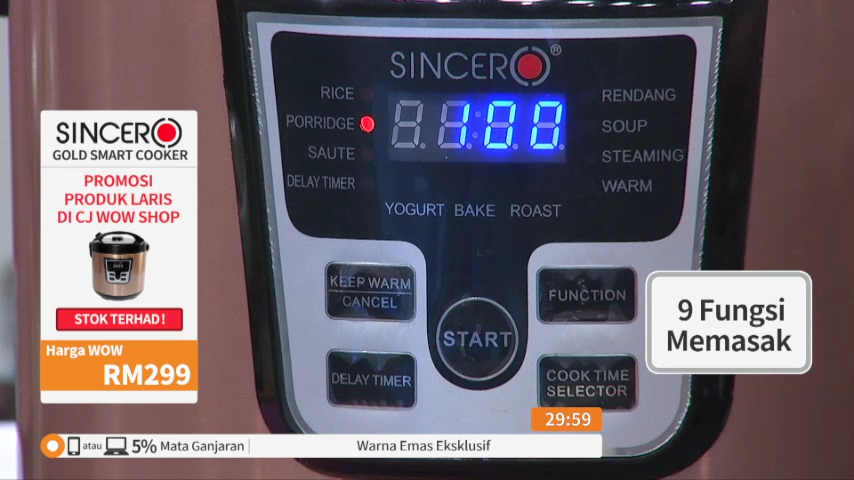 SINCERO®
RICE
PORRIDGE
SAUTE
DELAY TIMER
1:00
RENDANG
SOUP
STEAMING
WARM
YOGURT BAKE ROAST
KEEP WARM
CANCEL
FUNCTION
START
DELAY TIMER
COOK TIME
SELECTOR
SINCERO
GOLD SMART COOKER
PROMOSI
PRODUK LARIS
DI CJ WOW SHOP
STOK TERHAD!
Harga WOW
RM299
9 Fungsi
Memasak
29:59
atau 5% Mata Ganjaran
Warna Emas Eksklusif